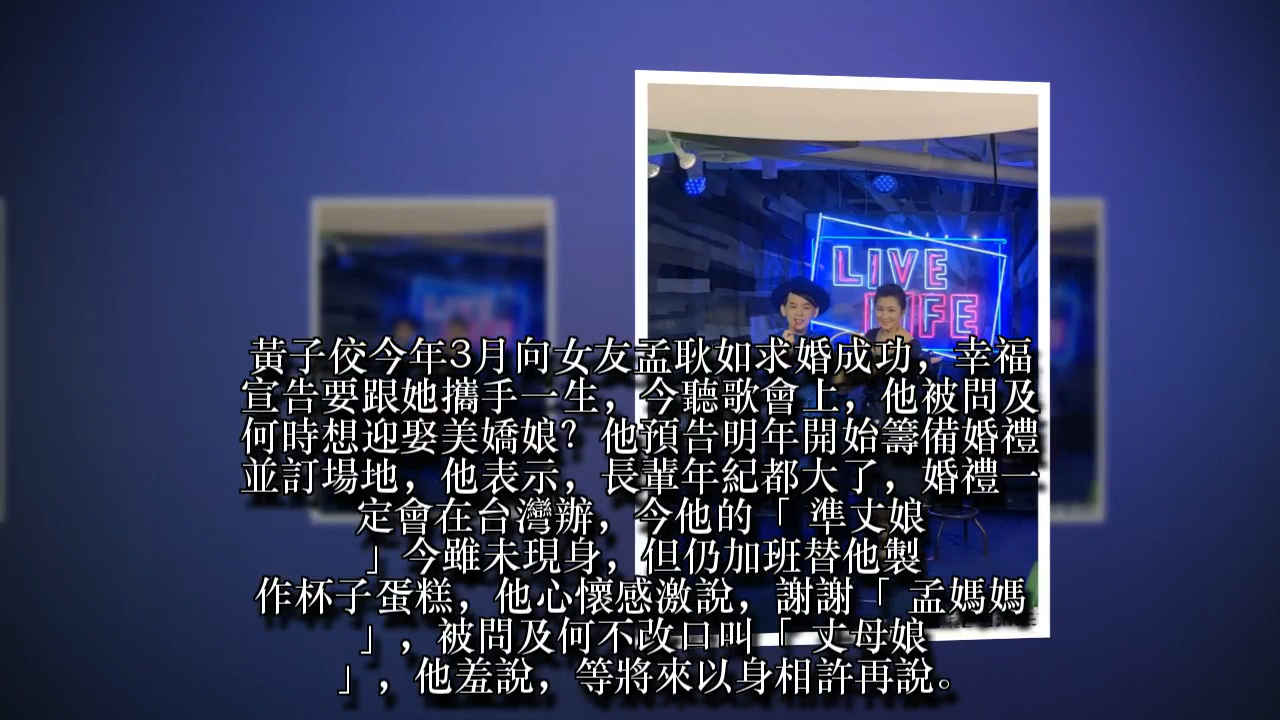 LIVE
LIFE
黃子佼今年3月向女友孟耿如求婚成功，幸福
宣告要跟她攜手一生，今聽歌會上，他被問及
何時想迎娶美嬌娘？他預告明年開始籌備婚禮
並訂場地，他表示，長輩年紀都大了，婚禮一
定會在台灣辦，今他的「 準丈娘
」今雖未現身，但仍加班替他製
作杯子蛋糕，他心懷感激說，謝謝「 孟媽媽
」，被問及何不改口叫「 丈母娘
」，他羞說，等將來以身相許再說。